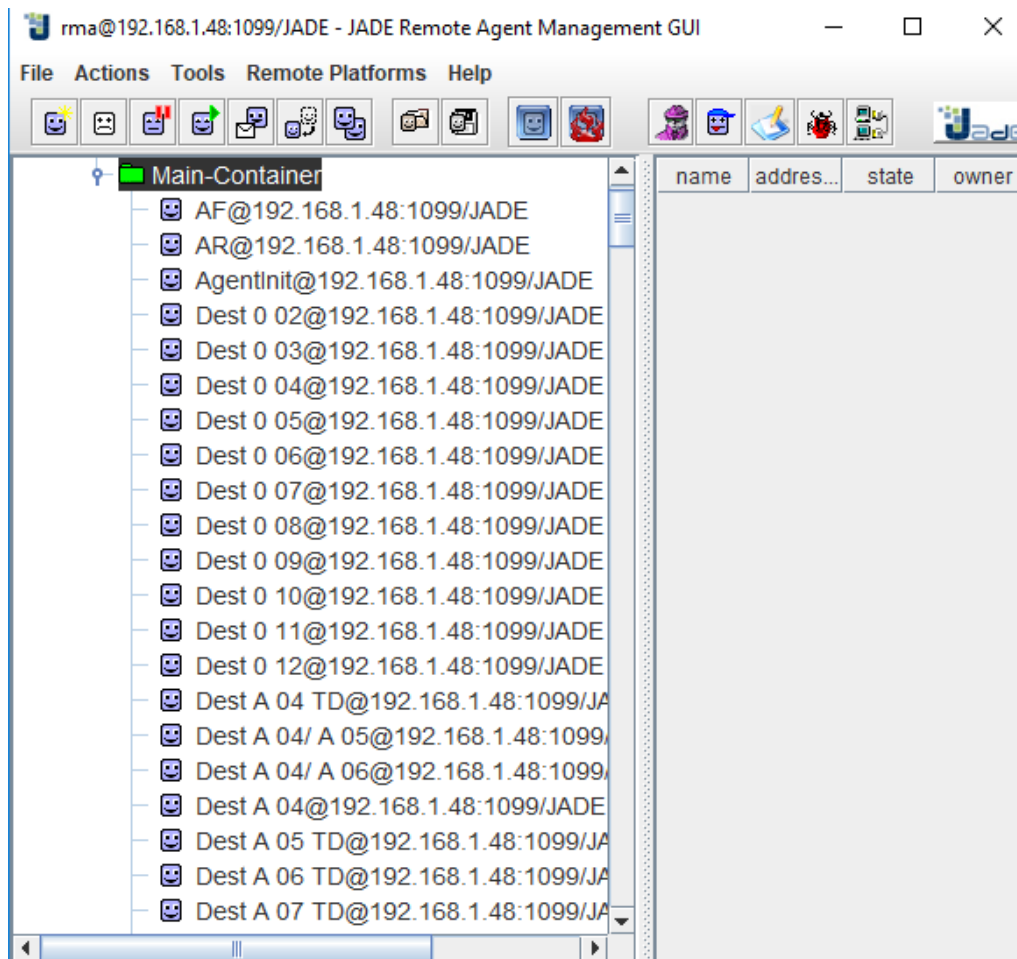 rma@192.168.1.48:1099/JADE - JADE Remote Agent Management GUI
File Actions Tools Remote Platforms Help
Jade
name addres... state owner
Main-Container
AF@192.168.1.48:1099/JADE
AR@192.168.1.48:1099/JADE
AgentInit@192.168.1.48:1099/JADE
Dest 0 02@192.168.1.48:1099/JADE
Dest 0 03@192.168.1.48:1099/JADE
Dest 0 04@192.168.1.48:1099/JADE
Dest 0 05@192.168.1.48:1099/JADE
Dest 0 06@192.168.1.48:1099/JADE
Dest 0 07@192.168.1.48:1099/JADE
Dest 0 08@192.168.1.48:1099/JADE
Dest 0 09@192.168.1.48:1099/JADE
Dest 0 10@192.168.1.48:1099/JADE
Dest 0 11@192.168.1.48:1099/JADE
Dest 0 12@192.168.1.48:1099/JADE
Dest A 04 TD@192.168.1.48:1099/JA
Dest A 04/ A 05@192.168.1.48:1099/
Dest A 04/ A 06@192.168.1.48:1099/
Dest A 04@192.168.1.48:1099/JADE
Dest A 05 TD@192.168.1.48:1099/JA
Dest A 06 TD@192.168.1.48:1099/JA
Dest A 07 TD@192.168.1.48:1099/JA